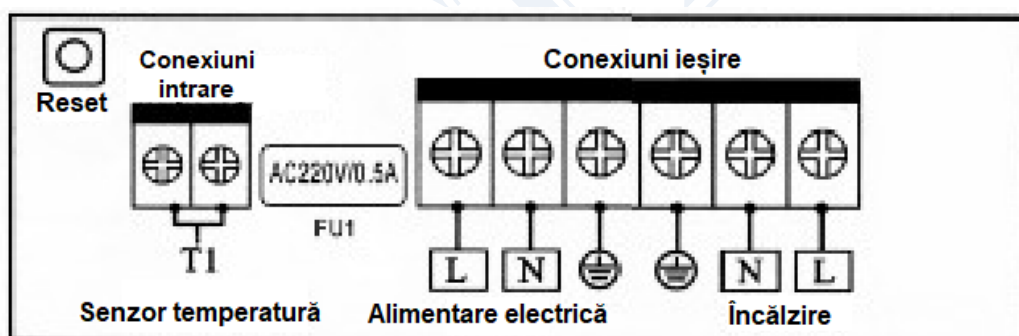 Reset
Conexiuni
intrare
Conexiuni ieșire
AC220V/0.5A
FU1
T1
L N N L
Senzor temperatură Alimentare electrică Încălzire